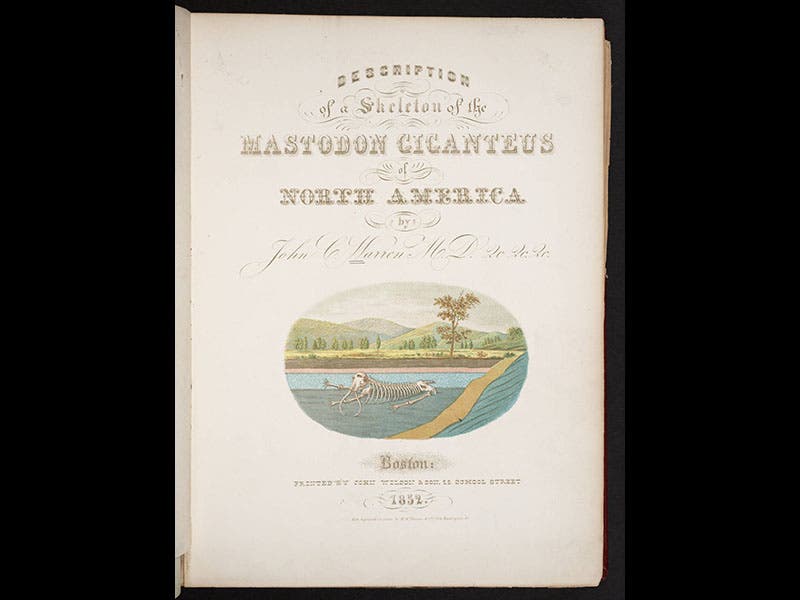 DESCRIPTION
of a Skeleton of the
MASTODON GIGANTEUS
of
NORTH AMERICA
by
John C Warren M.D. &c. &c. &c.
Boston:
PRINTED BY JOHN WILSON & SON, 22 SCHOOL STREET
1852.